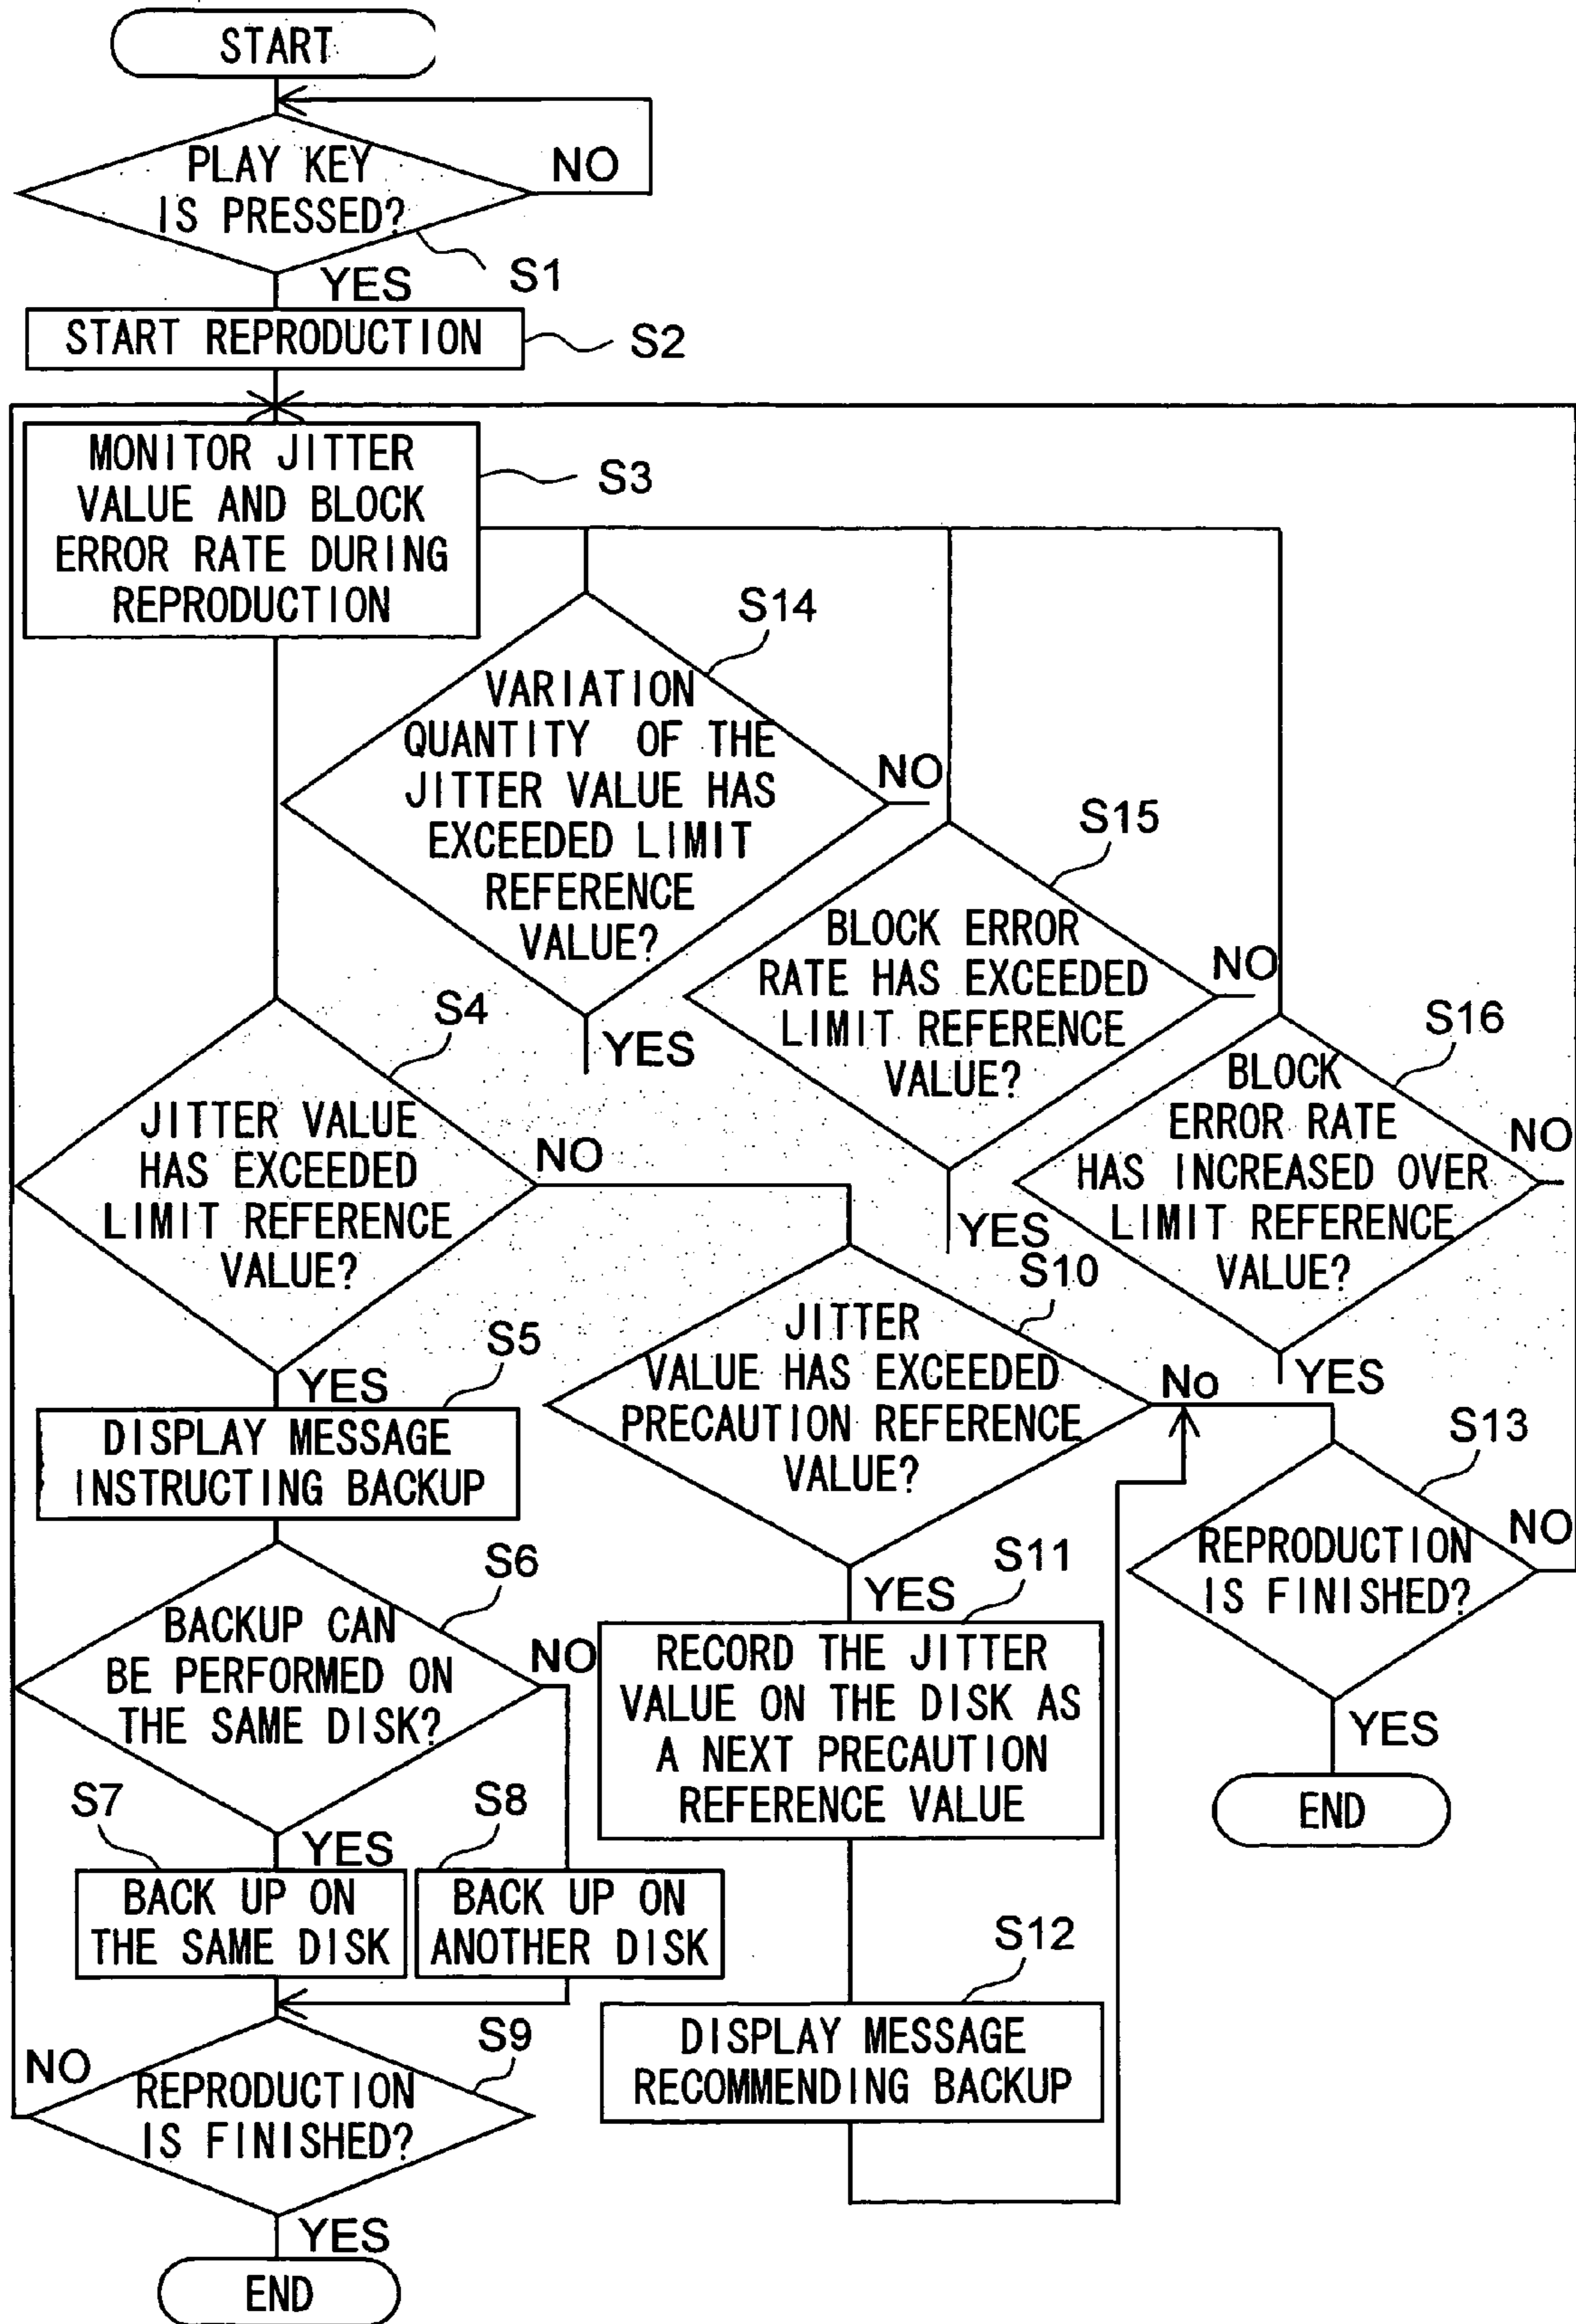 START
PLAY KEY
IS PRESSED?
NO
S1
YES
START REPRODUCTION
S2
MONITOR JITTER
VALUE AND BLOCK
ERROR RATE DURING
REPRODUCTION
S3
S14
VARIATION
QUANTITY OF THE
JITTER VALUE HAS
EXCEEDED LIMIT
REFERENCE
VALUE?
NO
YES
S15
BLOCK ERROR
RATE HAS EXCEEDED
LIMIT REFERENCE
VALUE?
NO
YES
S16
BLOCK
ERROR RATE
HAS INCREASED OVER
LIMIT REFERENCE
VALUE?
NO
YES
S4
JITTER VALUE
HAS EXCEEDED
LIMIT REFERENCE
VALUE?
NO
YES
S5
DISPLAY MESSAGE
INSTRUCTING BACKUP
S6
BACKUP CAN
BE PERFORMED ON
THE SAME DISK?
NO
YES
S7
BACK UP ON
THE SAME DISK
S8
BACK UP ON
ANOTHER DISK
S9
REPRODUCTION
IS FINISHED?
NO
YES
END
S10
JITTER
VALUE HAS EXCEEDED
PRECAUTION REFERENCE
VALUE?
No
YES
S11
RECORD THE JITTER
VALUE ON THE DISK AS
A NEXT PRECAUTION
REFERENCE VALUE
S12
DISPLAY MESSAGE
RECOMMENDING BACKUP
S13
REPRODUCTION
IS FINISHED?
NO
YES
END